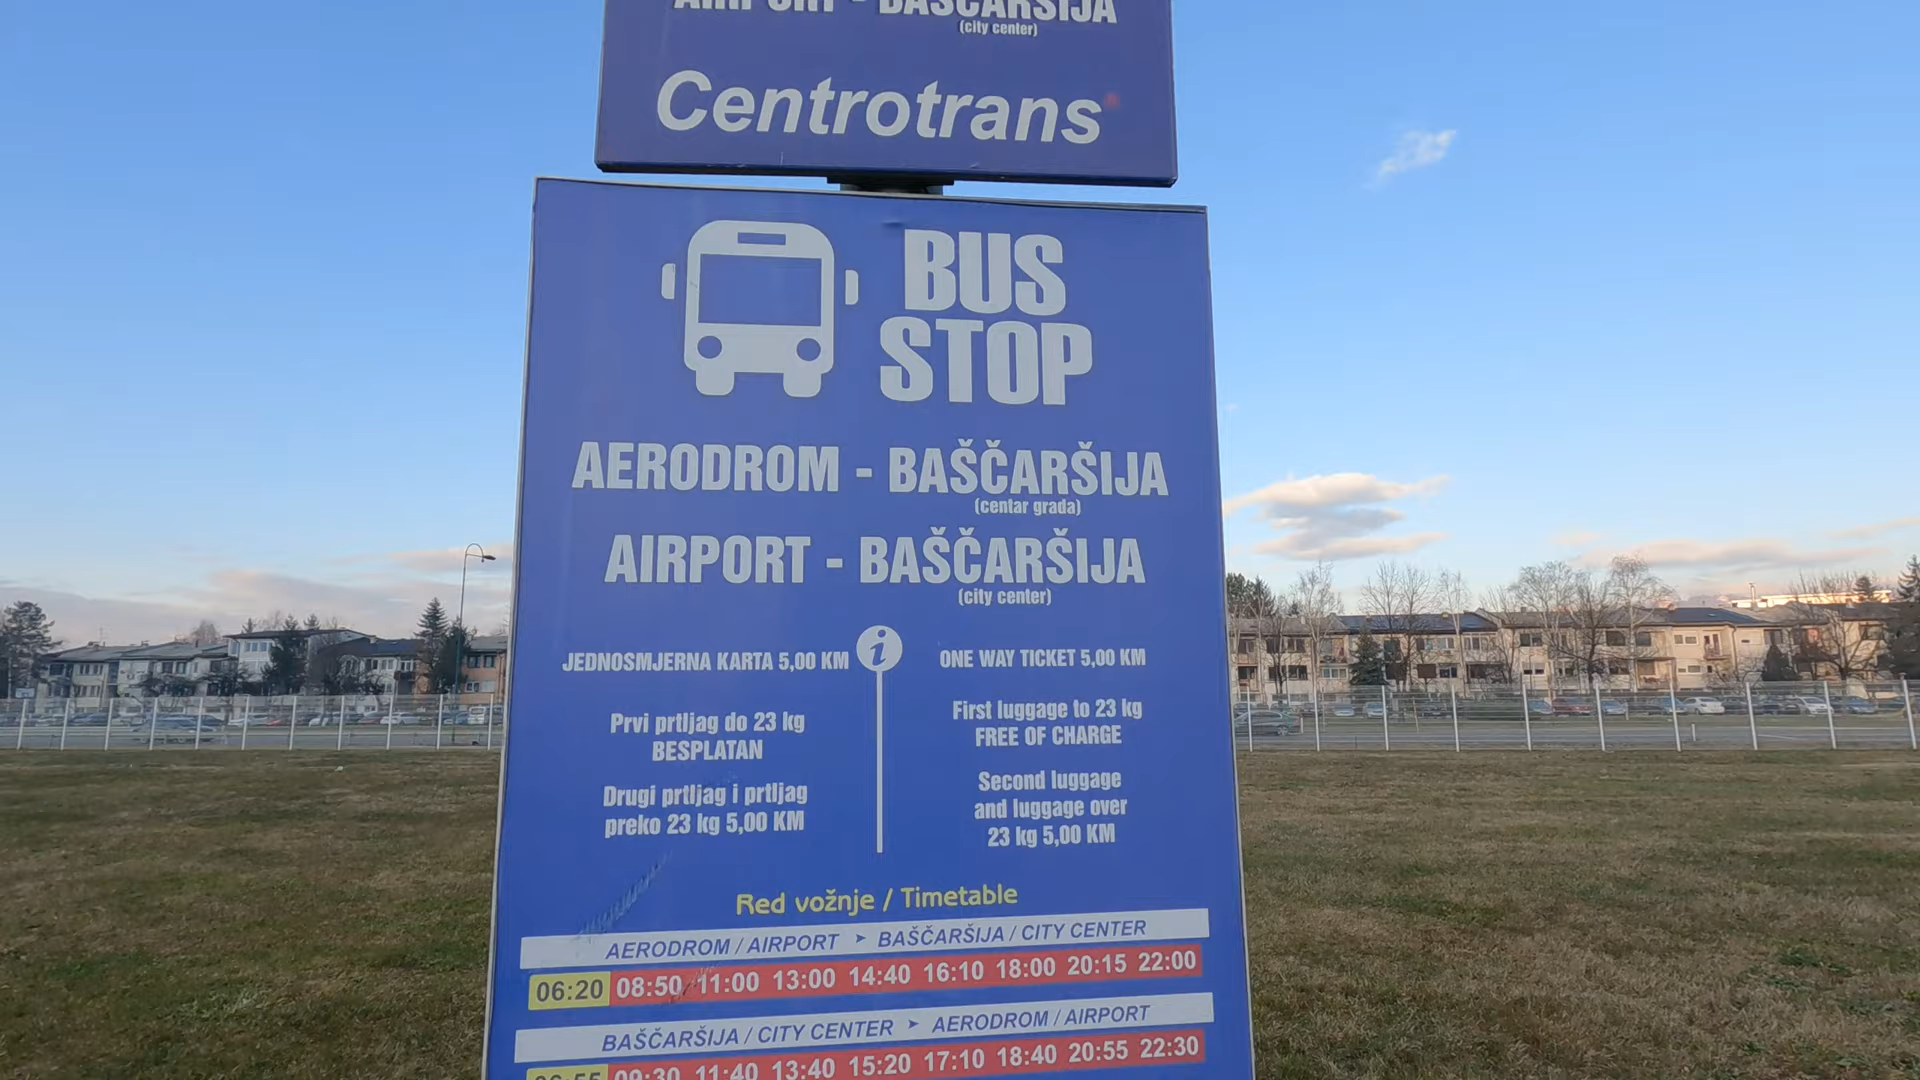 AIRPORT - BAŠČARŠIJA
(city center)
Centrotrans
BUS
STOP
AERODROM - BAŠČARŠIJA
(centar grada)
AIRPORT - BAŠČARŠIJA
(city center)
JEDNOSMJERNA KARTA 5,00 KM
Prvi prtljag do 23 kg
BESPLATAN
Drugi prtljag i prtljag
preko 23 kg 5,00 KM
i
ONE WAY TICKET 5,00 KM
First luggage to 23 kg
FREE OF CHARGE
Second luggage
and luggage over
23 kg 5,00 KM
Red vožnje / Timetable
AERODROM / AIRPORT ➤ BAŠČARŠIJA / CITY CENTER
06:20 08:50 11:00 13:00 14:40 16:10 18:00 20:15 22:00
BAŠČARŠIJA / CITY CENTER ➤ AERODROM / AIRPORT
06:55 09:30 11:40 13:40 15:20 17:10 18:40 20:55 22:30